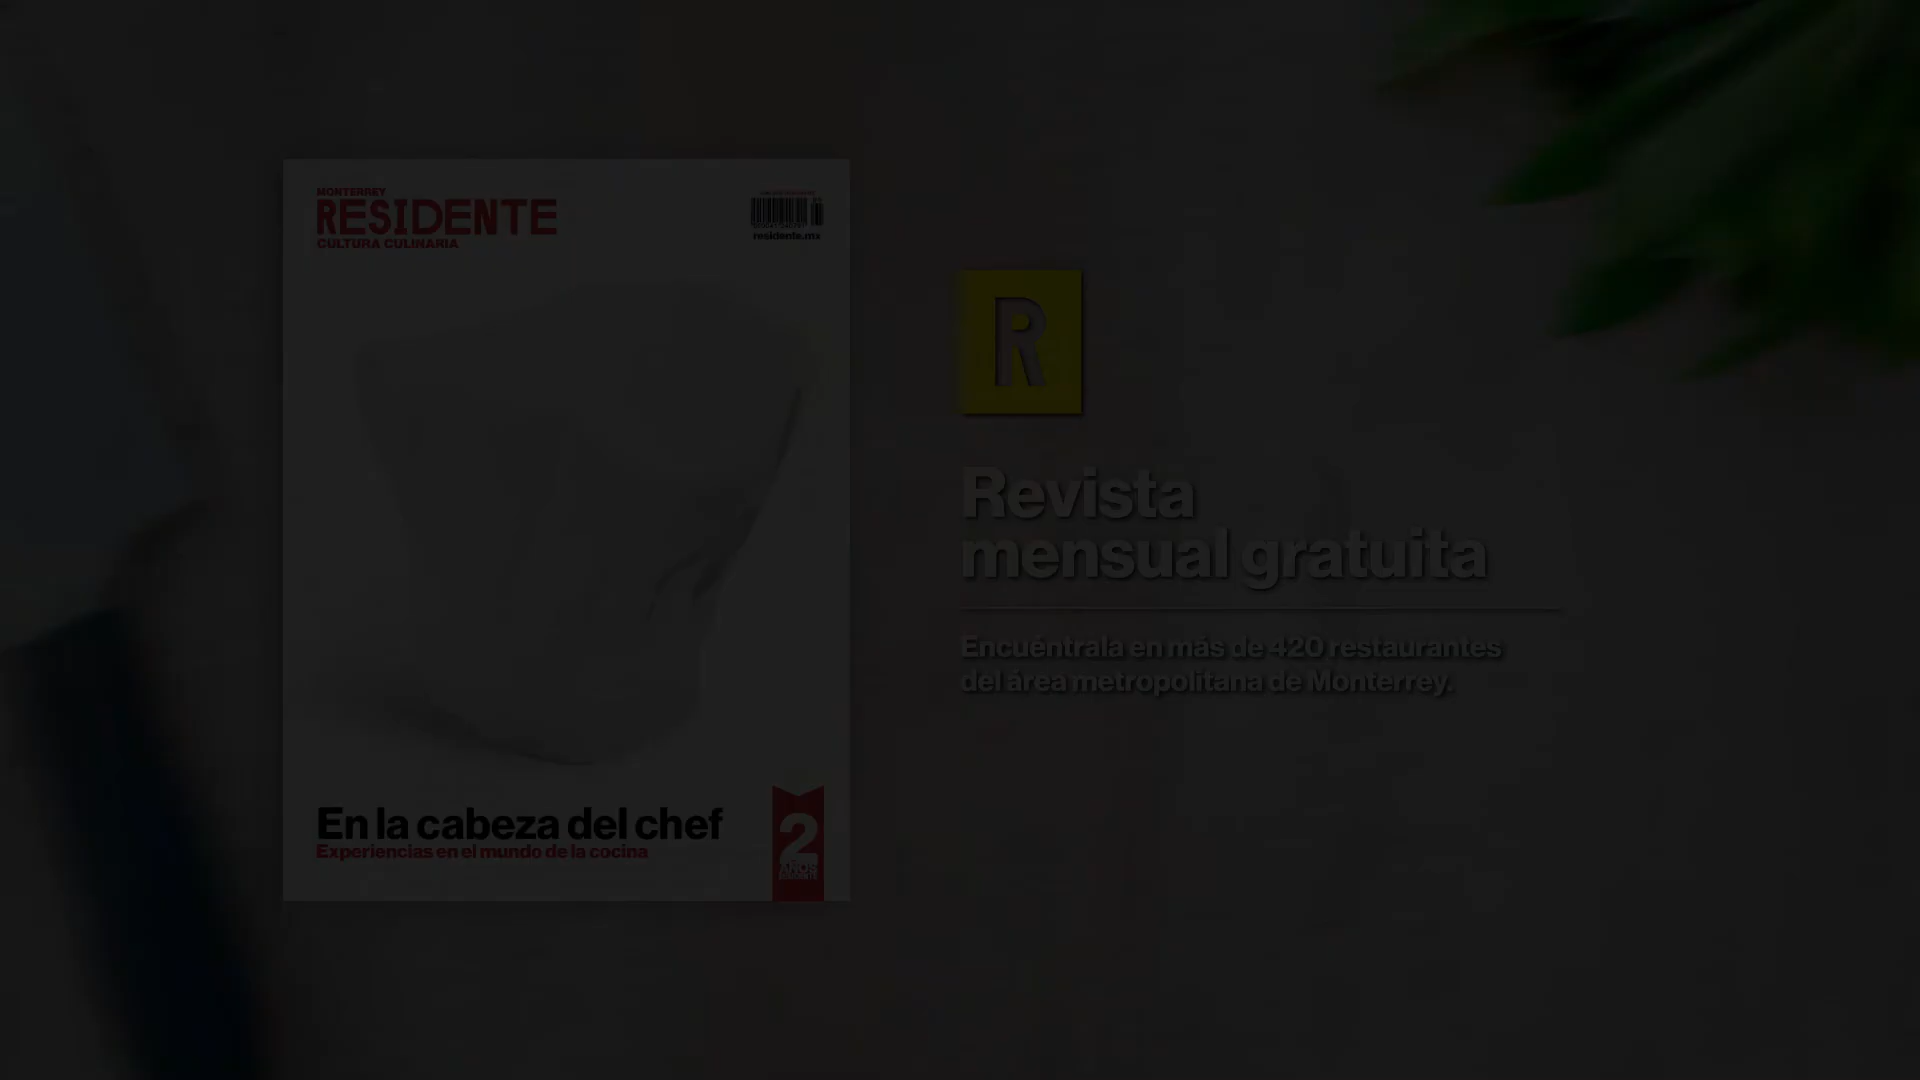 MONTERREY
RESIDENTE
CULTURA CULINARIA
residente.mx
R
Revista
mensual gratuita
Encuéntrala en más de 420 restaurantes
del área metropolitana de Monterrey.
En la cabeza del chef
Experiencias en el mundo de la cocina
2
AÑOS